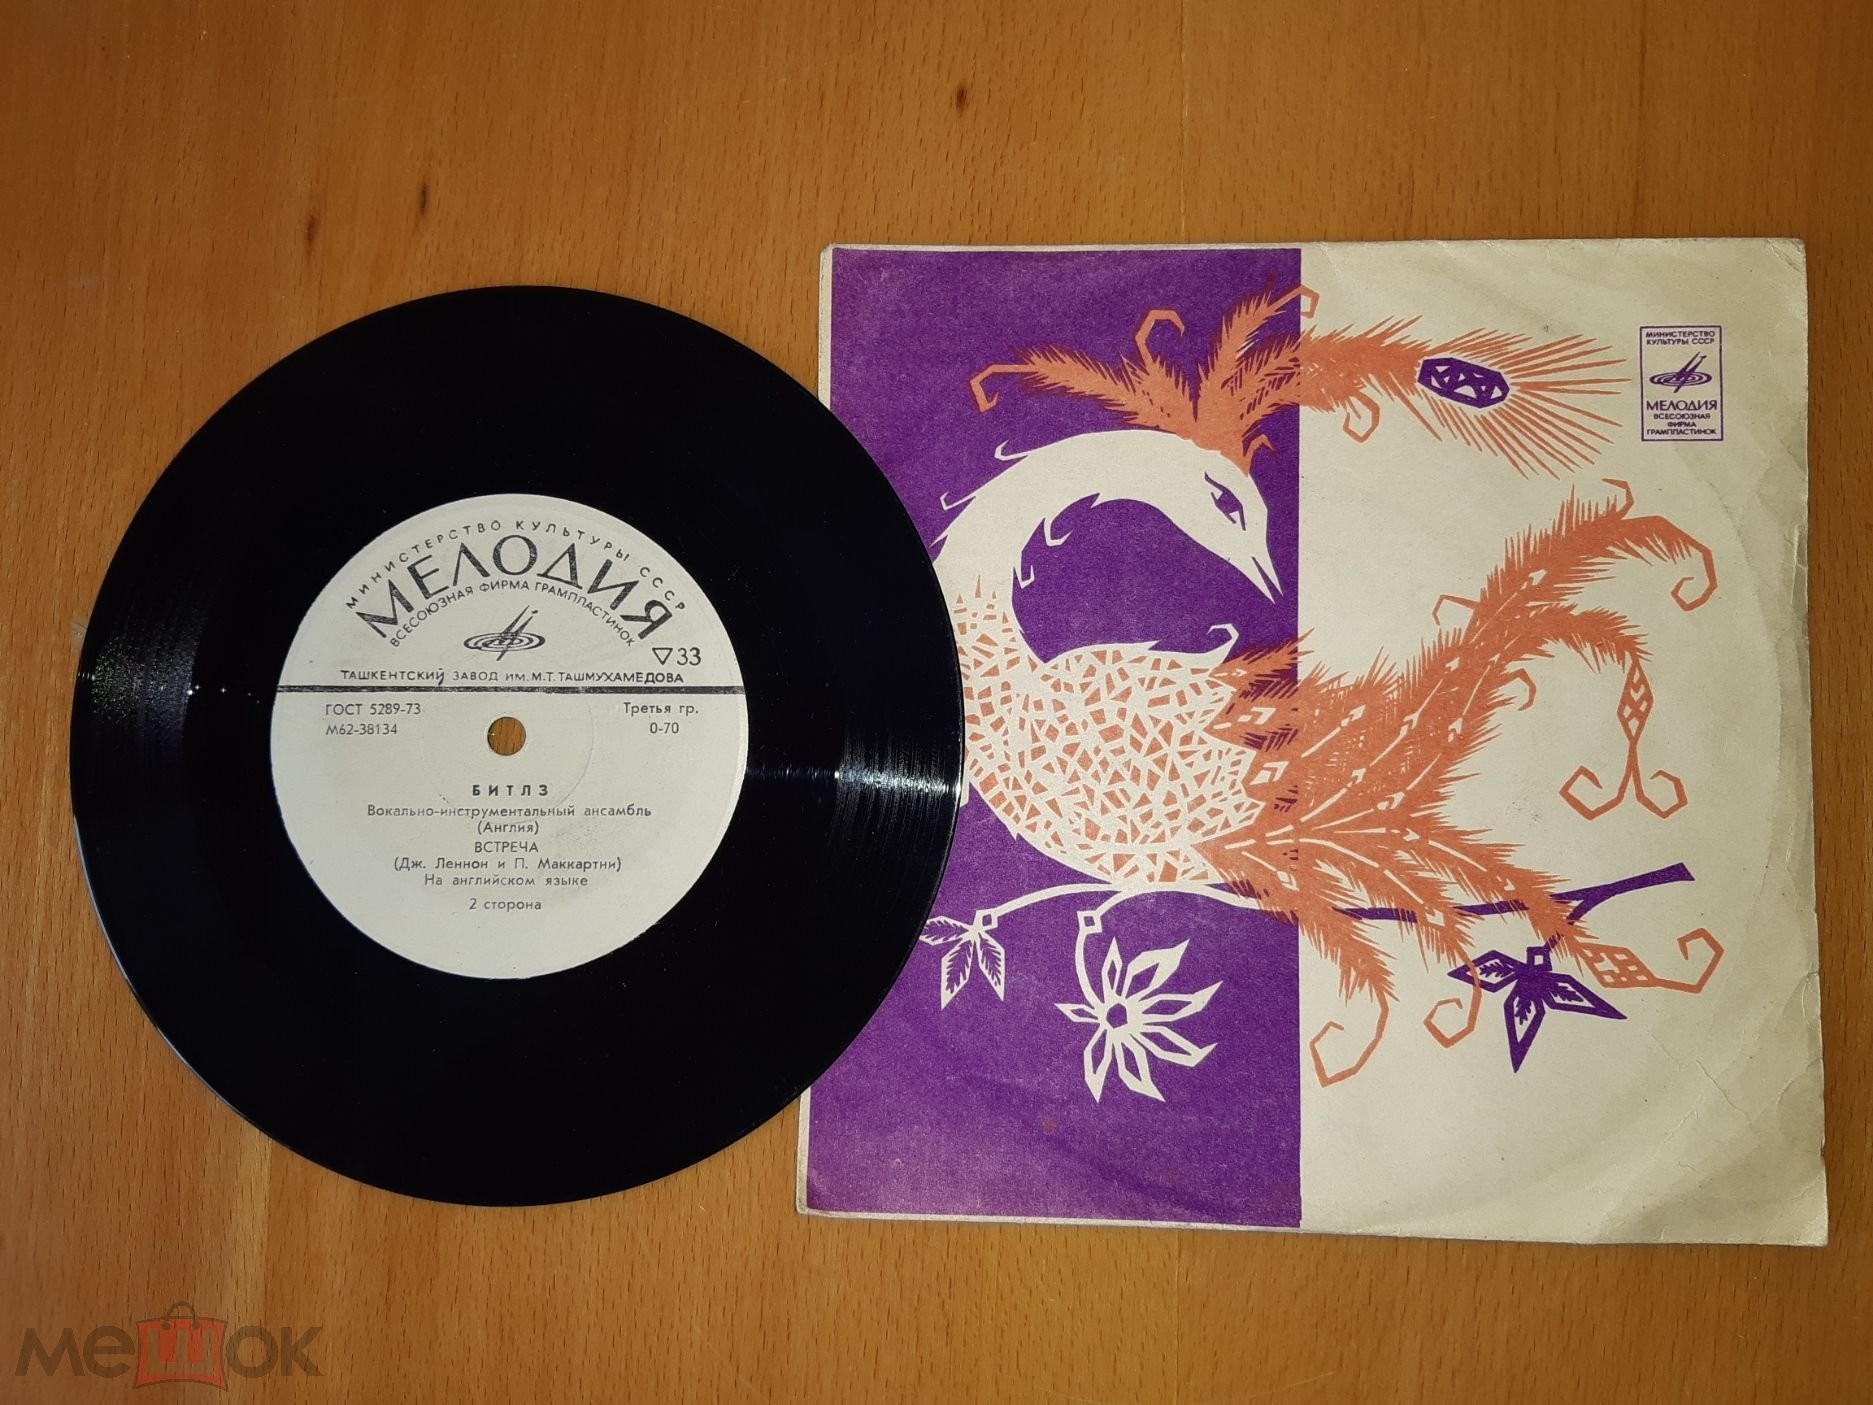 МИНИСТЕРСТВО КУЛЬТУРЫ СССР
МЕЛОДИЯ
ВСЕСОЮЗНАЯ ФИРМА ГРАМПЛАСТИНОК
▽33
ТАШКЕНТСКИЙ ЗАВОД ИМ. М.Т. ТАШМУХАМЕДОВА
ГОСТ 5289-73 Третья гр.
М62-38134 0-70
БИТЛЗ
Вокально-инструментальный ансамбль
(Англия)
ВСТРЕЧА
(Дж. Леннон и П. Маккартни)
На английском языке
2 сторона
МИНИСТЕРСТВО
КУЛЬТУРЫ СССР
МЕЛОДИЯ
ВСЕСОЮЗНАЯ
ФИРМА
ГРАМПЛАСТИНОК
мешок